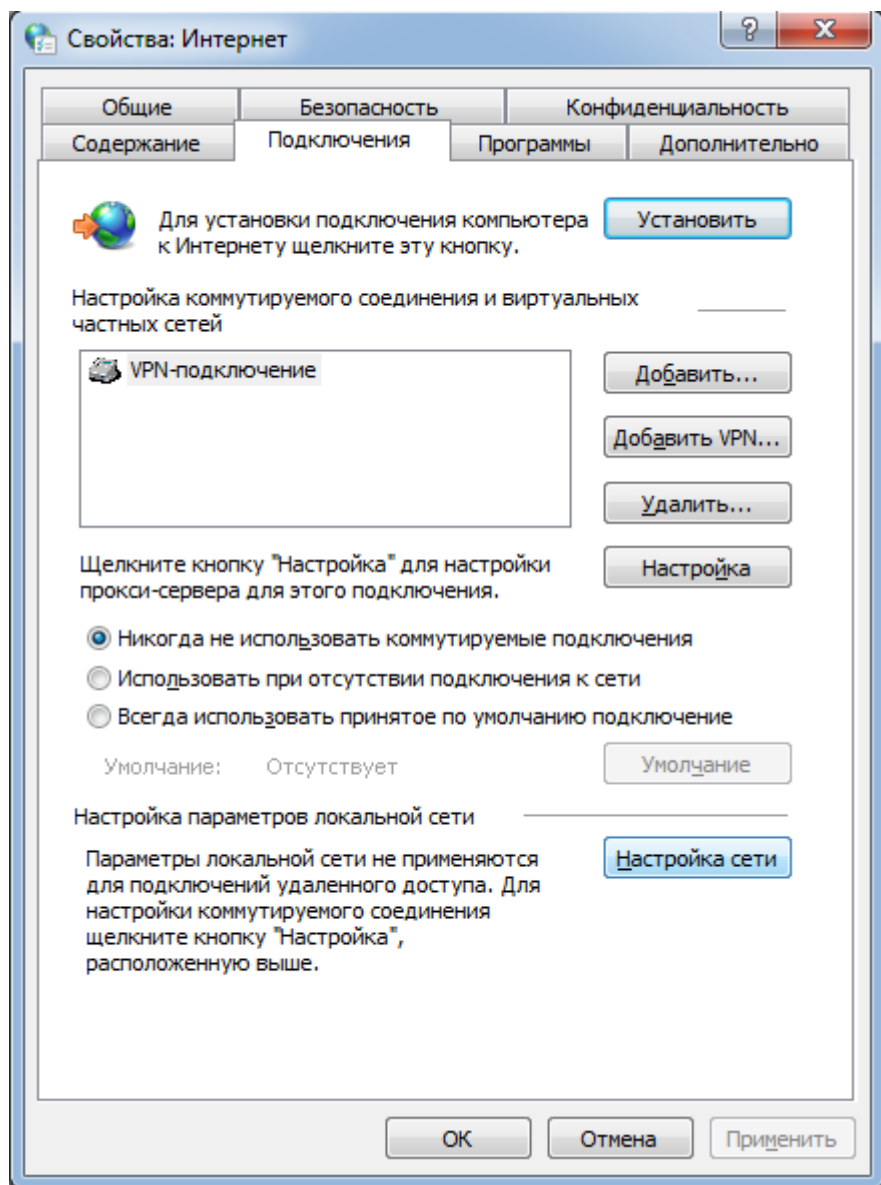 Свойства: Интернет
?
X
Общие
Безопасность
Конфиденциальность
Содержание
Подключения
Программы
Дополнительно
Для установки подключения компьютера
к Интернету щелкните эту кнопку.
Установить
Настройка коммутируемого соединения и виртуальных
частных сетей
VPN-подключение
Добавить...
Добавить VPN...
Удалить...
Щелкните кнопку "Настройка" для настройки
прокси-сервера для этого подключения.
Настройка
Никогда не использовать коммутируемые подключения
Использовать при отсутствии подключения к сети
Всегда использовать принятое по умолчанию подключение
Умолчание: Отсутствует
Умолчание
Настройка параметров локальной сети
Параметры локальной сети не применяются
для подключений удаленного доступа. Для
настройки коммутируемого соединения
щелкните кнопку "Настройка",
расположенную выше.
Настройка сети
ОК
Отмена
Применить